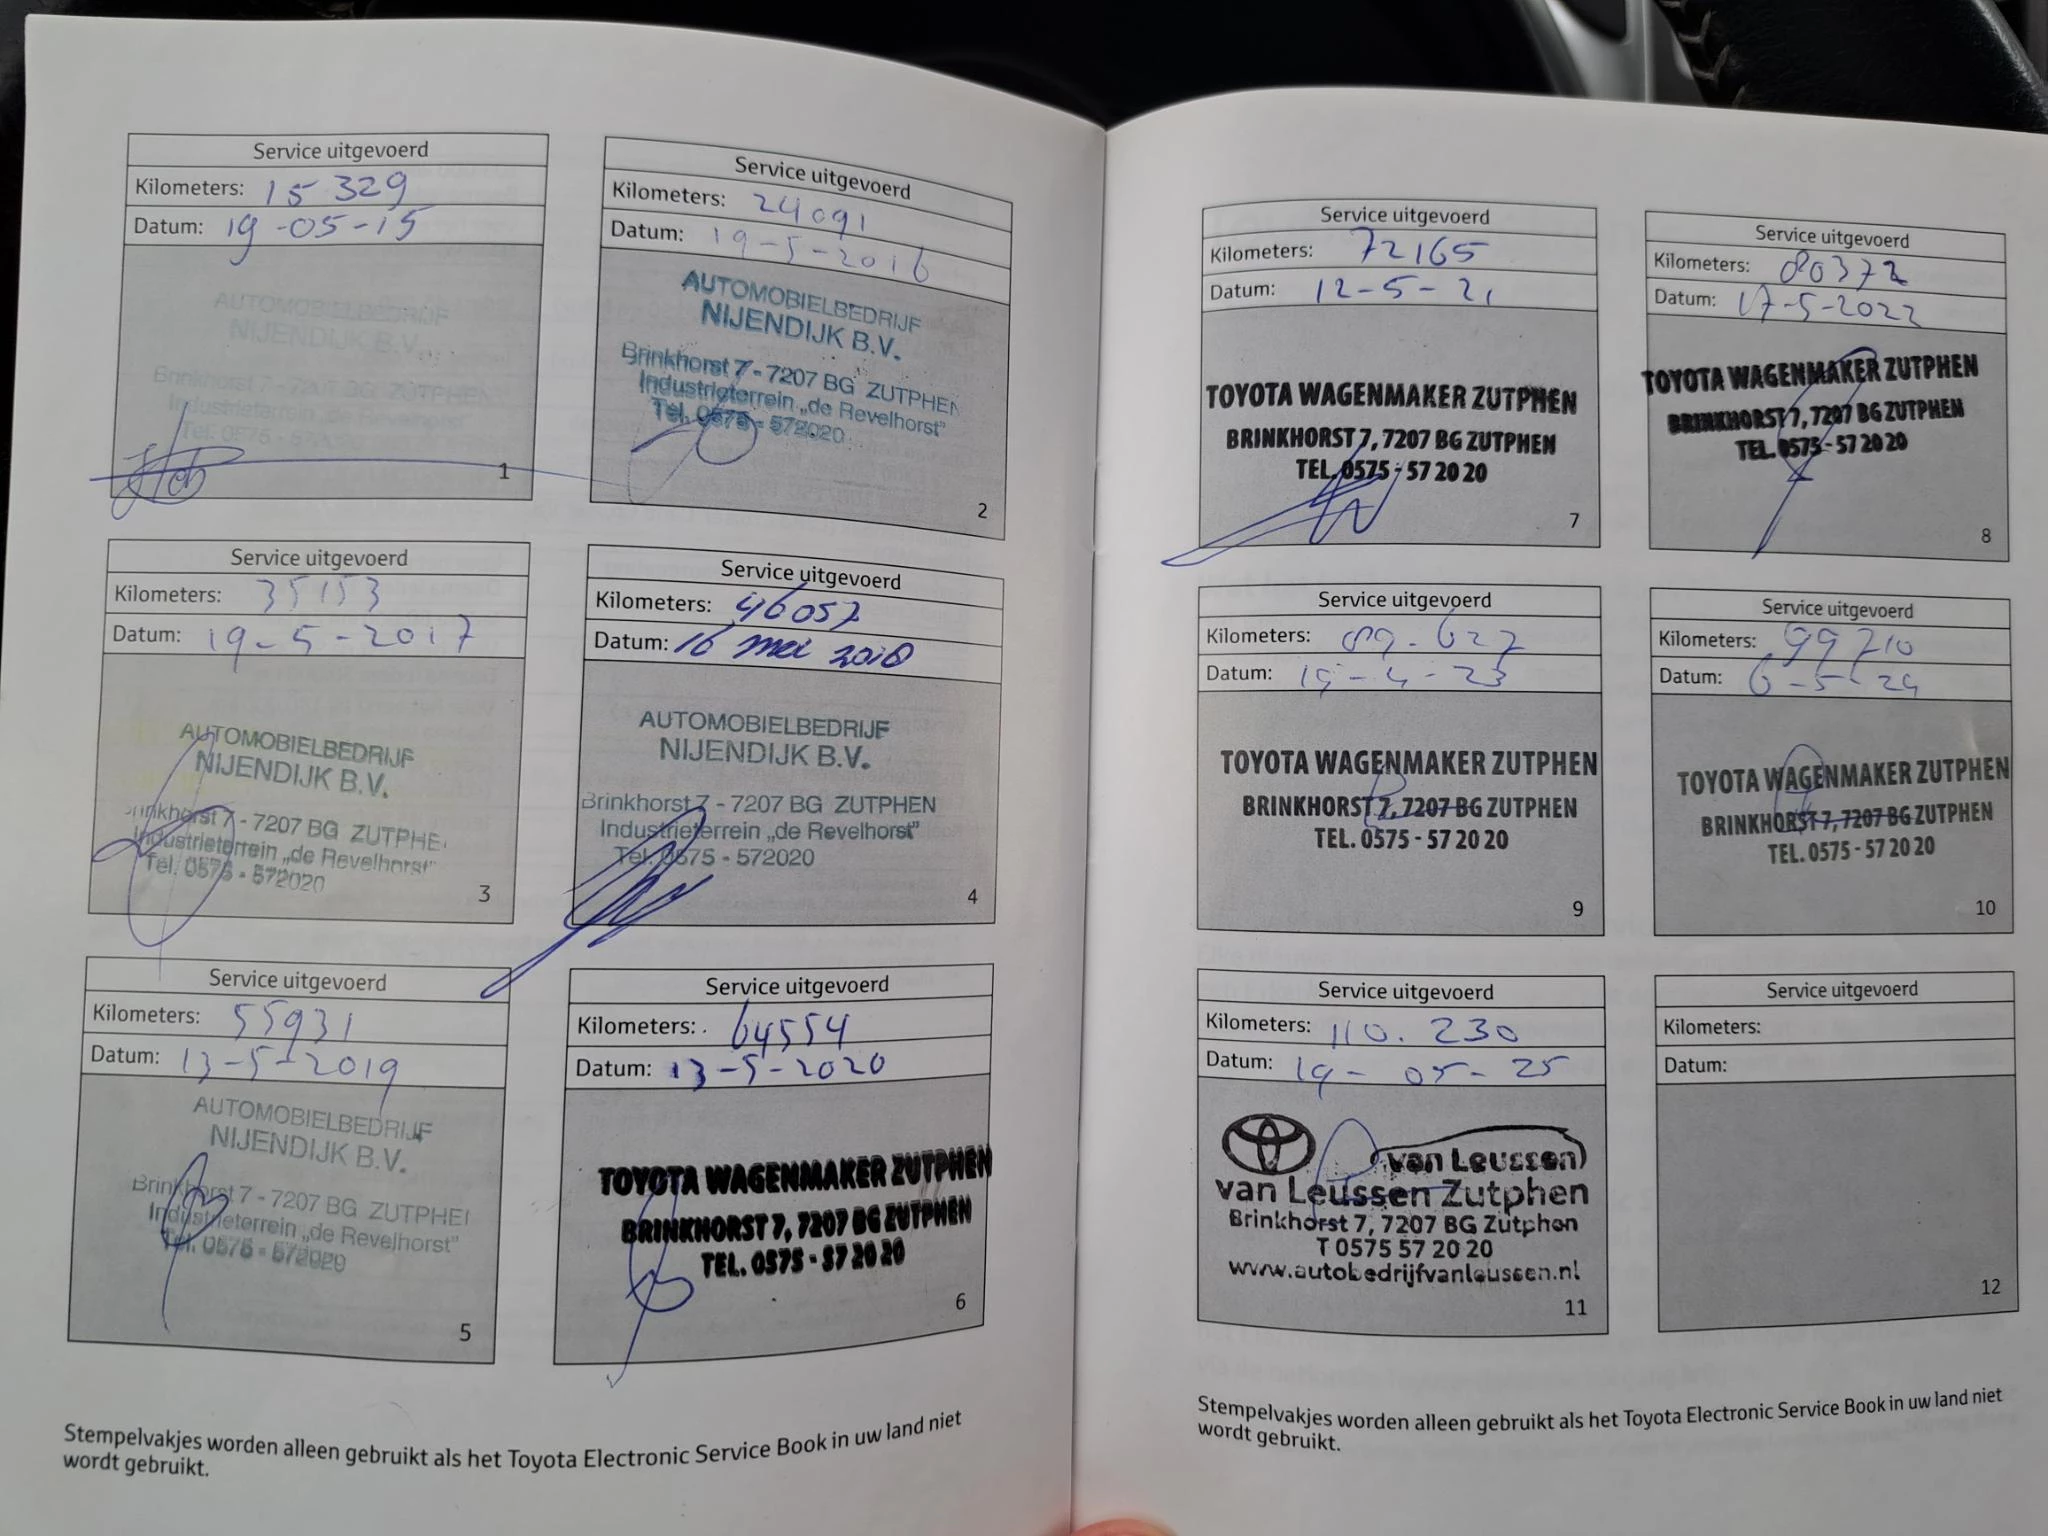 Service uitgevoerd
Kilometers: 15329
Datum: 19-05-15
AUTOMOBIELBEDRIJF
NIJENDIJK B.V.
Brinkhorst 7 - 7207 BG ZUTPHEN
Industrieterrein „de Revelhorst"
Tel. 0575 - 572020
1
Service uitgevoerd
Kilometers: 24091
Datum: 19-5-2016
AUTOMOBIELBEDRIJF
NIJENDIJK B.V.
Brinkhorst 7 - 7207 BG ZUTPHEN
Industrieterrein „de Revelhorst"
Tel. 0575 - 572020
2
Service uitgevoerd
Kilometers: 35153
Datum: 19-5-2017
AUTOMOBIELBEDRIJF
NIJENDIJK B.V.
Brinkhorst 7 - 7207 BG ZUTPHE
Industrieterrein „de Revelhorst"
Tel. 0575 - 572020
3
Service uitgevoerd
Kilometers: 46057
Datum: 16 mei 2018
AUTOMOBIELBEDRIJF
NIJENDIJK B.V.
Brinkhorst 7 - 7207 BG ZUTPHEN
Industrieterrein „de Revelhorst"
Tel. 0575 - 572020
4
Service uitgevoerd
Kilometers: 55931
Datum: 13-5-2019
AUTOMOBIELBEDRIJF
NIJENDIJK B.V.
Brinkhorst 7 - 7207 BG ZUTPHEN
Industrieterrein „de Revelhorst"
Tel. 0575 - 572020
5
Service uitgevoerd
Kilometers: 64554
Datum: 13-5-2020
TOYOTA WAGENMAKER ZUTPHEN
BRINKHORST 7, 7207 BG ZUTPHEN
TEL. 0575 - 57 20 20
6
Stempelvakjes worden alleen gebruikt als het Toyota Electronic Service Book in uw land niet
wordt gebruikt.
Service uitgevoerd
Kilometers: 72165
Datum: 12-5-21
TOYOTA WAGENMAKER ZUTPHEN
BRINKHORST 7, 7207 BG ZUTPHEN
TEL. 0575 - 57 20 20
7
Service uitgevoerd
Kilometers: 80372
Datum: 17-5-2022
TOYOTA WAGENMAKER ZUTPHEN
BRINKHORST 7, 7207 BG ZUTPHEN
TEL. 0575 - 57 20 20
8
Service uitgevoerd
Kilometers: 89.627
Datum: 19-4-23
TOYOTA WAGENMAKER ZUTPHEN
BRINKHORST 7, 7207 BG ZUTPHEN
TEL. 0575 - 57 20 20
9
Service uitgevoerd
Kilometers: 99710
Datum: 6-5-24
TOYOTA WAGENMAKER ZUTPHEN
BRINKHORST 7, 7207 BG ZUTPHEN
TEL. 0575 - 57 20 20
10
Service uitgevoerd
Kilometers: 110.230
Datum: 19-05-25
van Leussen
van Leussen Zutphen
Brinkhorst 7, 7207 BG Zutphen
T 0575 57 20 20
www.autobedrijfvanleussen.nl
11
Service uitgevoerd
Kilometers:
Datum:
12
Stempelvakjes worden alleen gebruikt als het Toyota Electronic Service Book in uw land niet
wordt gebruikt.